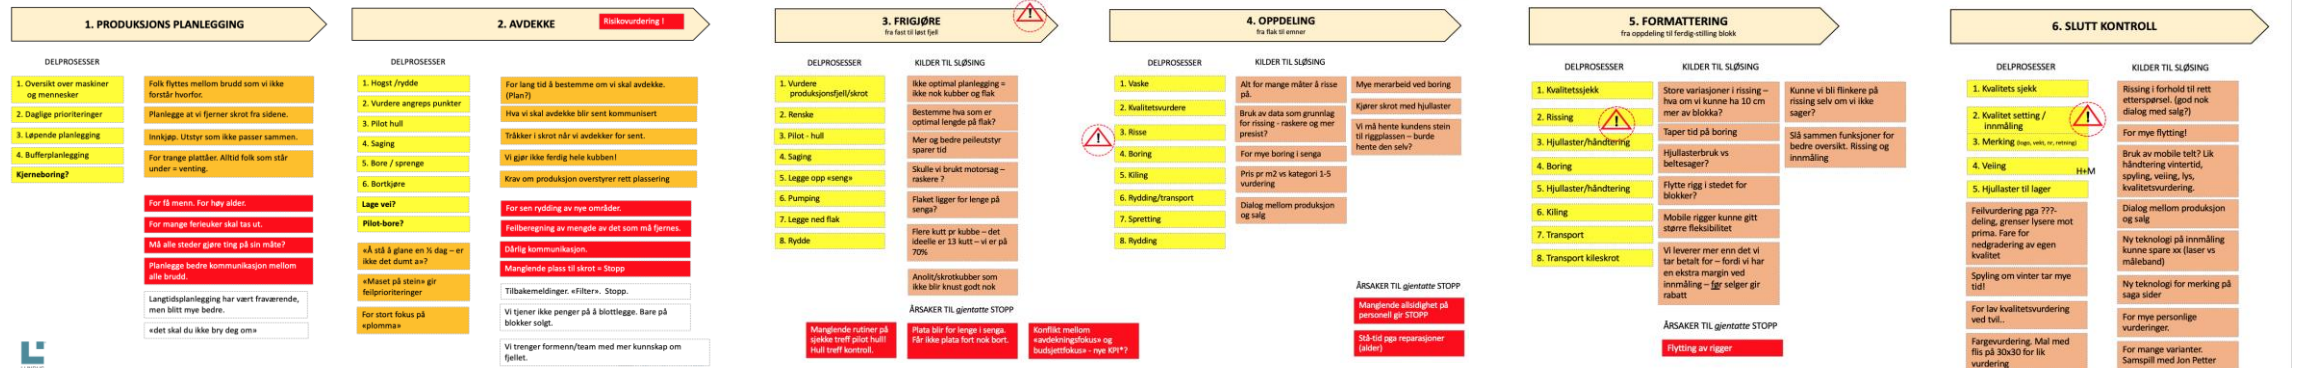 1. PRODUKSJONS PLANLEGGING
DELPROSESSER
1. Oversikt over maskiner
og mennesker
2. Daglige prioriteringer
3. Løpende planlegging
4. Bufferplanlegging
Kjerneboring?
Folk flyttes mellom brudd som vi ikke
forstår hvorfor.
Planlegge at vi fjerner skrot fra sidene.
Innkjøp. Utstyr som ikke passer sammen.
For trange plattåer. Alltid folk som står
under = venting.
For få menn. For høy alder.
For mange ferieuker skal tas ut.
Må alle steder gjøre ting på sin måte?
Planlegge bedre kommunikasjon mellom
alle brudd.
Langtidsplanlegging har vært fraværende,
men blitt mye bedre.
«det skal du ikke bry deg om»
2. AVDEKKE
Risikovurdering !
DELPROSESSER
1. Hogst /rydde
2. Vurdere angreps punkter
3. Pilot hull
4. Saging
5. Bore / sprenge
6. Bortkjøre
Lage vei?
Pilot-bore?
«Å stå å glane en ½ dag – er
ikke det dumt a»?
«Maset på stein» gir
feilprioriteringer
For stort fokus på
«plomma»
For lang tid å bestemme om vi skal avdekke.
(Plan?)
Hva vi skal avdekke blir sent kommunisert
Tråkker i skrot når vi avdekker for sent.
Vi gjør ikke ferdig hele kubben!
Krav om produksjon overstyrer rett plassering
For sen rydding av nye områder.
Feilberegning av mengde av det som må fjernes.
Dårlig kommunikasjon.
Manglende plass til skrot = Stopp
Tilbakemeldinger. «Filter». Stopp.
Vi tjener ikke penger på å blottlegge. Bare på
blokker solgt.
Vi trenger formenn/team med mer kunnskap om
fjellet.
3. FRIGJØRE
fra fast til løst fjell
DELPROSESSER
1. Vurdere
produksjonsfjell/skrot
2. Renske
3. Pilot - hull
4. Saging
5. Legge opp «seng»
6. Pumping
7. Legge ned flak
8. Rydde
KILDER TIL SLØSING
Ikke optimal planlegging =
ikke nok kubber og flak
Bestemme hva som er
optimal lengde på flak?
Mer og bedre peileutstyr
sparer tid
Skulle vi brukt motorsag –
raskere ?
Flaket ligger for lenge på
senga?
Flere kutt pr kubbe – det
ideelle er 13 kutt – vi er på
70%
Anolit/skrotkubber som
ikke blir knust godt nok
ÅRSAKER TIL gjentatte STOPP
Manglende rutiner på
sjekke treff pilot hull!
Hull treff kontroll.
Plata blir for lenge i senga.
Får ikke plata fort nok bort.
Konflikt mellom
«avdekningsfokus» og
budsjettfokus» - nye KPI*?
4. OPPDELING
fra flak til emner
DELPROSESSER
1. Vaske
2. Kvalitetsvurdere
3. Risse
4. Boring
5. Kiling
6. Rydding/transport
7. Spretting
8. Rydding
KILDER TIL SLØSING
Alt for mange måter å risse
på.
Bruk av data som grunnlag
for rissing - raskere og mer
presist?
For mye boring i senga
Pris pr m2 vs kategori 1-5
vurdering
Dialog mellom produksjon
og salg
Mye merarbeid ved boring
Kjører skrot med hjullaster
Vi må hente kundens stein
til riggplassen – burde
hente den selv?
ÅRSAKER TIL gjentatte STOPP
Manglende allsidighet på
personell gir STOPP
Stå-tid pga reparasjoner
(alder)
5. FORMATTERING
fra oppdeling til ferdig-stilling blokk
DELPROSESSER
1. Kvalitetssjekk
2. Rissing
3. Hjullaster/håndtering
4. Boring
5. Hjullaster/håndtering
6. Kiling
7. Transport
8. Transport kileskrot
KILDER TIL SLØSING
Store variasjoner i rissing –
hva om vi kunne ha 10 cm
mer av blokka?
Taper tid på boring
Hjullasterbruk vs
beltesager?
Flytte rigg i stedet for
blokker?
Mobile rigger kunne gitt
større fleksibilitet
Vi leverer mer enn det vi
tar betalt for – fordi vi har
en ekstra margin ved
innmåling – før selger gir
rabatt
Kunne vi bli flinkere på
rissing selv om vi ikke
sager?
Slå sammen funksjoner for
bedre oversikt. Rissing og
innmåling
ÅRSAKER TIL gjentatte STOPP
Flytting av rigger
6. SLUTT KONTROLL
DELPROSESSER
1. Kvalitets sjekk
2. Kvalitet setting /
innmåling
3. Merking (logo, vekt, nr, retning)
4. Veiing
H+M
5. Hjullaster til lager
Feilvurdering pga ???-
deling, grenser lysere mot
prima. Fare for
nedgradering av egen
kvalitet
Spyling om vinter tar mye
tid!
For lav kvalitetsvurdering
ved tvil..
Fargevurdering. Mal med
flis på 30x30 for lik
vurdering
KILDER TIL SLØSING
Rissing i forhold til rett
etterspørsel. (god nok
dialog med salg?)
For mye flytting!
Bruk av mobile telt? Lik
håndtering vintertid,
spyling, veiing, lys,
kvalitetsvurdering.
Dialog mellom produksjon
og salg
Ny teknologi på innmåling
kunne spare xx (laser vs
måleband)
Ny teknologi for merking på
saga sider
For mye personlige
vurderinger.
For mange varianter.
Samspill med Jon Petter